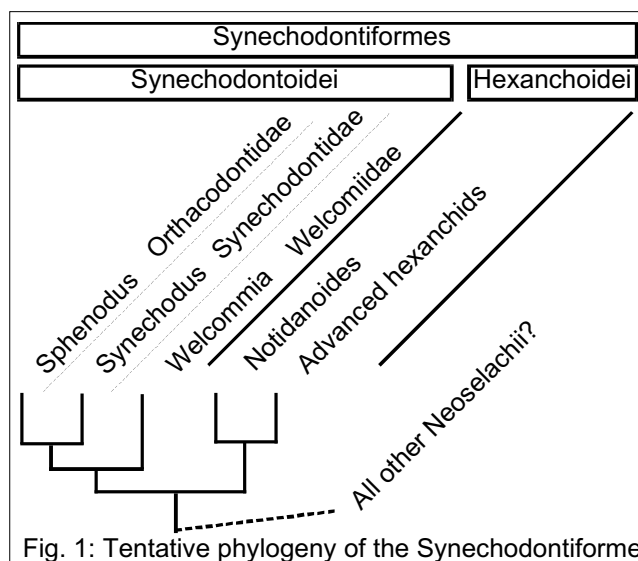 Synechodontiformes
Synechodontoidei
Hexanchoidei
Sphenodus
Orthacodontidae
Synechodus
Synechodontidae
Welcommia
Welcomiidae
Notidanoides
Advanced hexanchids
All other Neoselachii?
Fig. 1: Tentative phylogeny of the Synechodontiforme